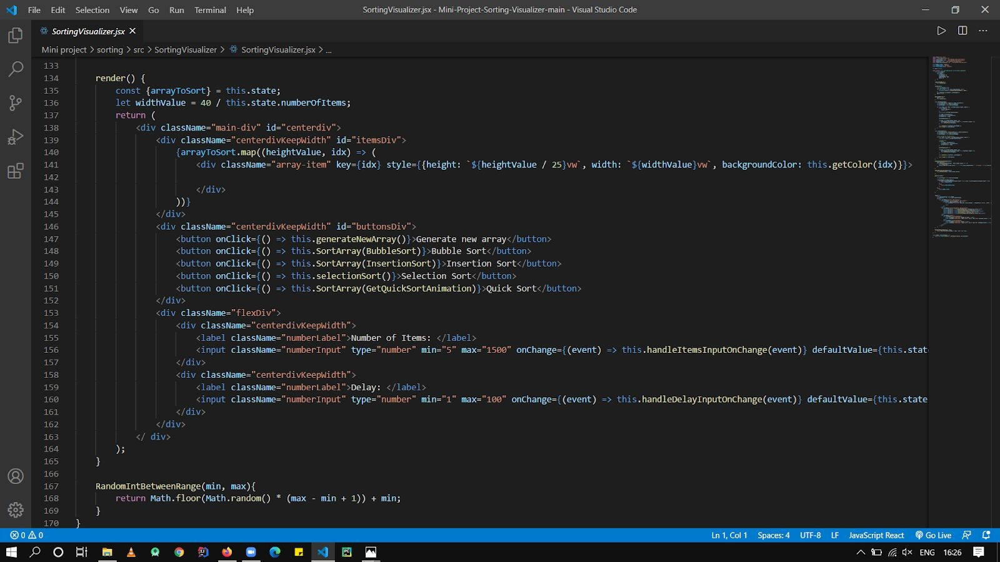 File Edit Selection View Go Run Terminal Help SortingVisualizer.jsx - Mini-Project-Sorting-Visualizer-main - Visual Studio Code
SortingVisualizer.jsx
Mini project > sorting > src > SortingVisualizer > SortingVisualizer.jsx > ...
133
134 render() {
135 const {arrayToSort} = this.state;
136 let widthValue = 40 / this.state.numberOfItems;
137 return (
138 <div className="main-div" id="centerdiv">
139 <div className="centerdivKeepWidth" id="itemsDiv">
140 {arrayToSort.map((heightValue, idx) => (
141 <div className="array-item" key={idx} style={{height: `${heightValue / 25}vw`, width: `${widthValue}vw`, backgroundColor: this.getColor(idx)}}>
142
143 </div>
144 ))}
145 </div>
146 <div className="centerdivKeepWidth" id="buttonsDiv">
147 <button onClick={() => this.generateNewArray()}>Generate new array</button>
148 <button onClick={() => this.SortArray(BubbleSort)}>Bubble Sort</button>
149 <button onClick={() => this.SortArray(InsertionSort)}>Insertion Sort</button>
150 <button onClick={() => this.selectionSort()}>Selection Sort</button>
151 <button onClick={() => this.SortArray(GetQuickSortAnimation)}>Quick Sort</button>
152 </div>
153 <div className="flexDiv">
154 <div className="centerdivKeepWidth">
155 <label className="numberLabel">Number of Items: </label>
156 <input className="numberInput" type="number" min="5" max="1500" onChange={(event) => this.handleItemsInputOnChange(event)} defaultValue={this.stat
157 </div>
158 <div className="centerdivKeepWidth">
159 <label className="numberLabel">Delay: </label>
160 <input className="numberInput" type="number" min="1" max="100" onChange={(event) => this.handleDelayInputOnChange(event)} defaultValue={this.state
161 </div>
162 </div>
163 </ div>
164 );
165 }
166
167 RandomIntBetweenRange(min, max){
168 return Math.floor(Math.random() * (max - min + 1)) + min;
169 }
170 }
0 0 Ln 1, Col 1 Spaces: 4 UTF-8 LF JavaScript React Go Live
ENG 16:26